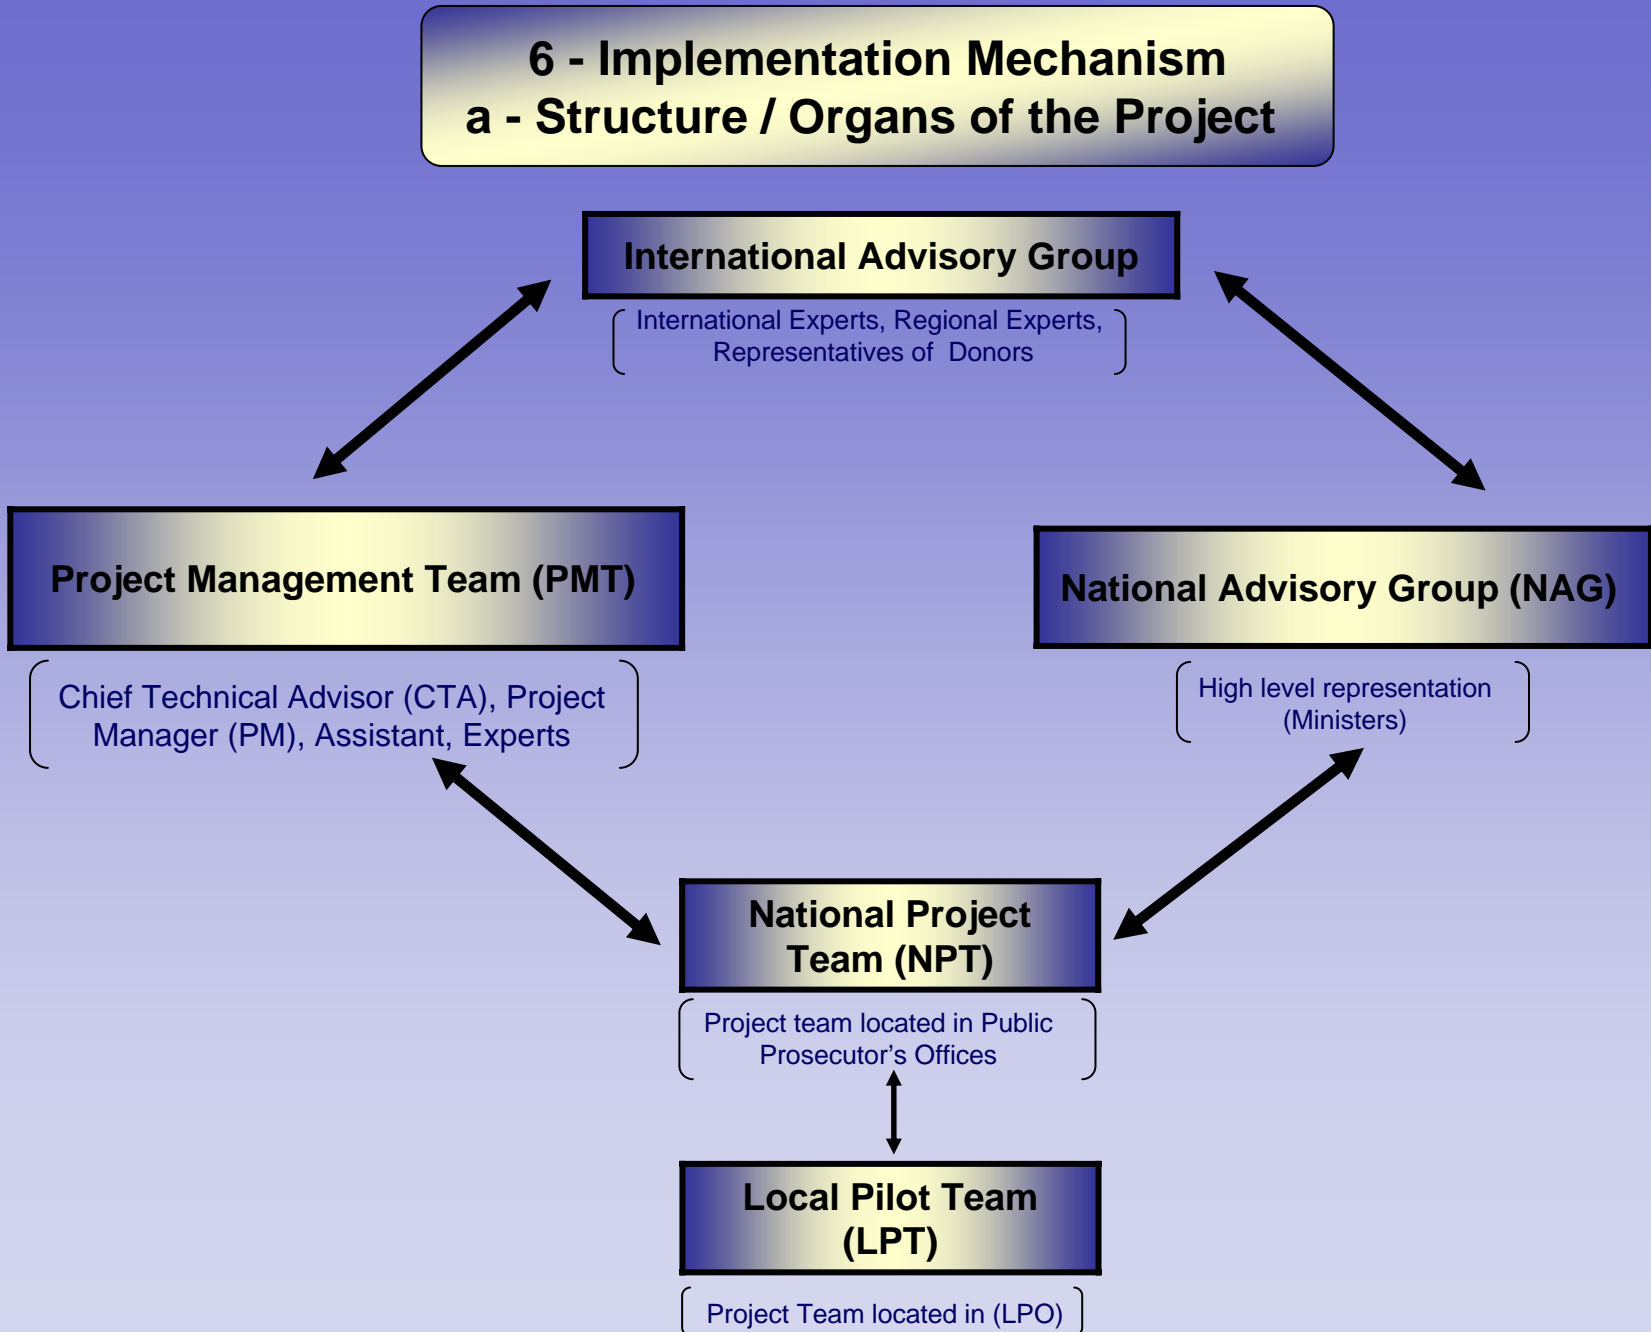 6 - Implementation Mechanism
a - Structure / Organs of the Project
International Advisory Group
International Experts, Regional Experts,
Representatives of Donors
Project Management Team (PMT)
Chief Technical Advisor (CTA), Project
Manager (PM), Assistant, Experts
National Advisory Group (NAG)
High level representation
(Ministers)
National Project
Team (NPT)
Project team located in Public
Prosecutor’s Offices
Local Pilot Team
(LPT)
Project Team located in (LPO)